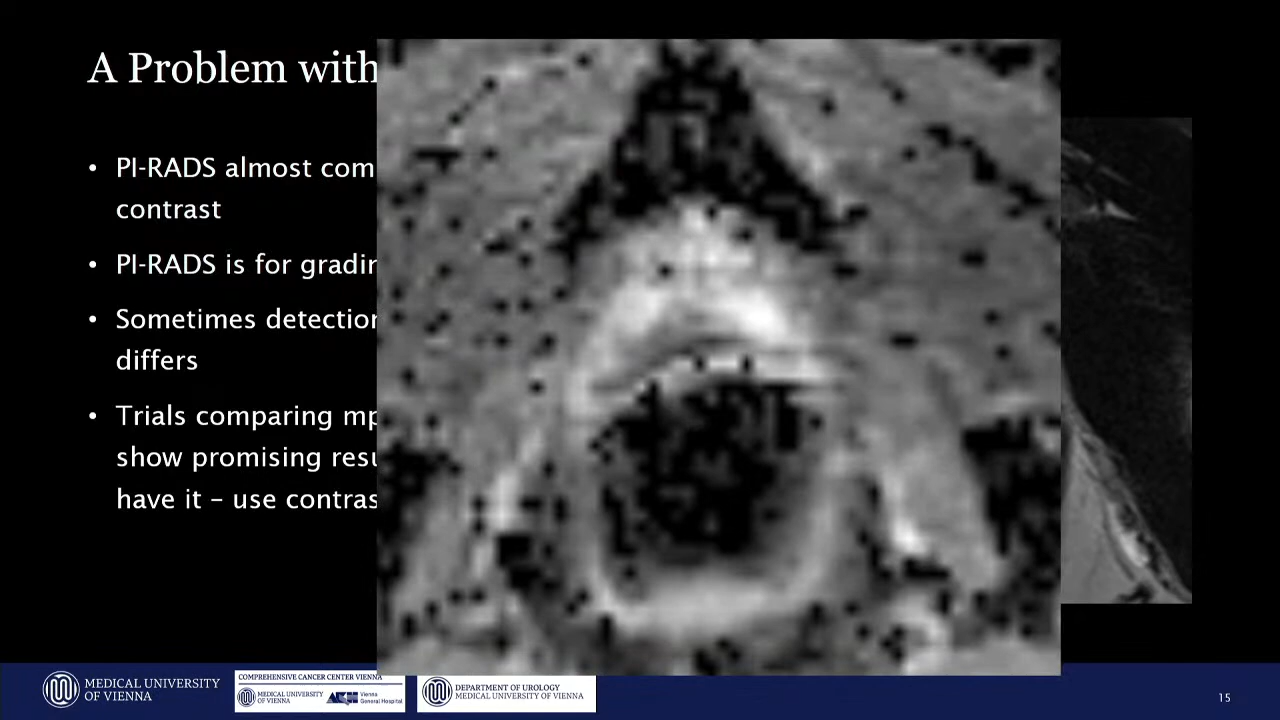 A Problem with
• PI-RADS almost com
contrast
• PI-RADS is for gradin
• Sometimes detection
differs
• Trials comparing mp
show promising resu
have it – use contras
MEDICAL UNIVERSITY
OF VIENNA
COMPREHENSIVE CANCER CENTER VIENNA
MEDICAL UNIVERSITY
OF VIENNA
AKH
Vienna
General Hospital
DEPARTMENT OF UROLOGY
MEDICAL UNIVERSITY OF VIENNA
15